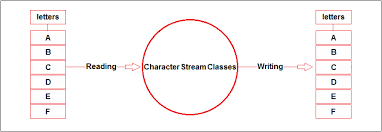 letters
A
B
C
D
E
F
Reading
Character Stream Classes
Writing
letters
A
B
C
D
E
F